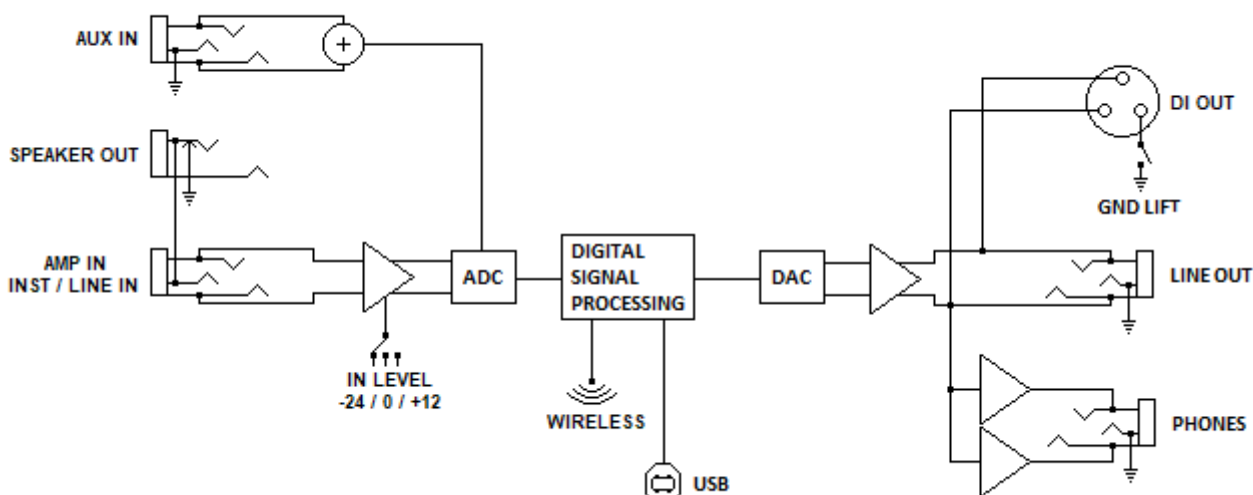 AUX IN
DI OUT
SPEAKER OUT
GND LIFT
AMP IN
INST / LINE IN
ADC
DIGITAL
SIGNAL
PROCESSING
DAC
LINE OUT
IN LEVEL
-24 / 0 / +12
WIRELESS
PHONES
USB